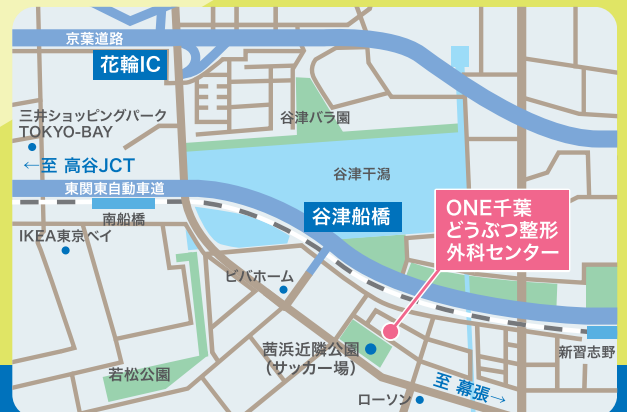 京葉道路
花輪IC
三井ショッピングパーク
TOKYO-BAY
谷津バラ園
←至 高谷JCT
谷津干潟
東関東自動車道
南船橋
谷津船橋
ONE千葉
どうぶつ整形
外科センター
IKEA東京ベイ
ビバホーム
茜浜近隣公園
(サッカー場)
新習志野
若松公園
至 幕張→
ローソン